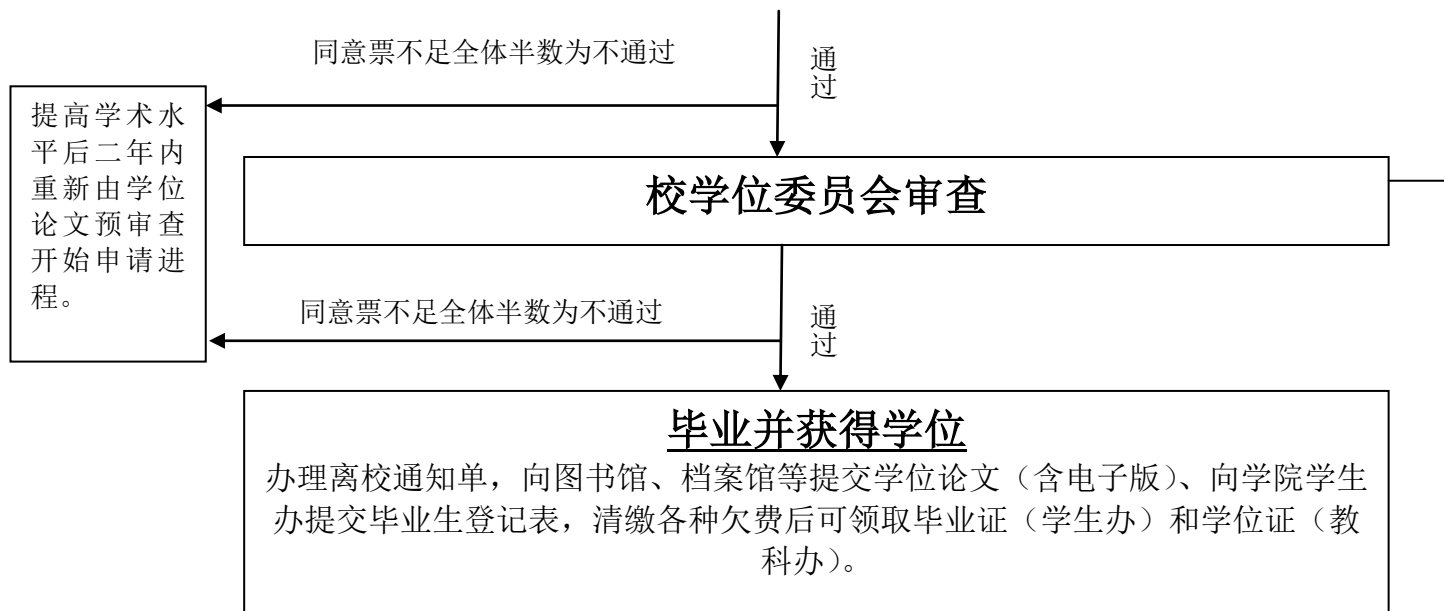 同意票不足全体半数为不通过
通
过
提高学术水
平后二年内
重新由学位
论文预审查
开始申请进
程。
校学位委员会审查
同意票不足全体半数为不通过
通
过
毕业并获得学位
办理离校通知单，向图书馆、档案馆等提交学位论文（含电子版）、向学院学生
办提交毕业生登记表，清缴各种欠费后可领取毕业证（学生办）和学位证（教
科办）。